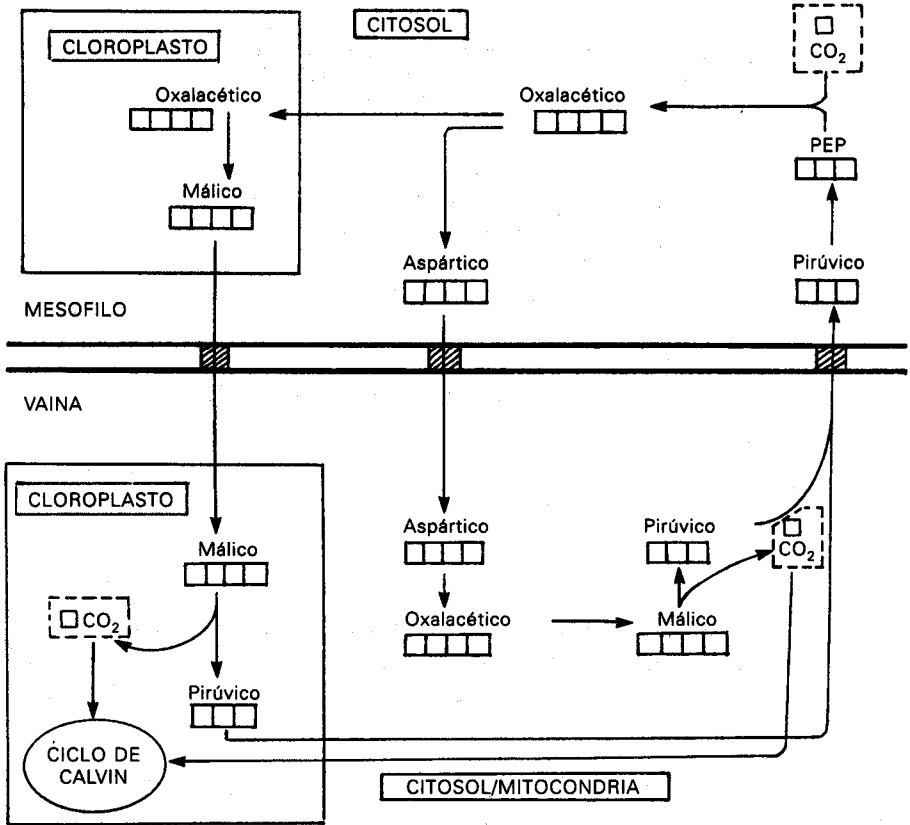 CITOSOL
CLOROPLASTO
CO2
Oxalacético
Oxalacético
PEP
Málico
Aspártico
Pirúvico
MESOFILO
VAINA
CLOROPLASTO
Aspártico
Pirúvico
CO2
Málico
CO2
Oxalacético
Málico
Pirúvico
CICLO DE
CALVIN
CITOSOL/MITOCONDRIA